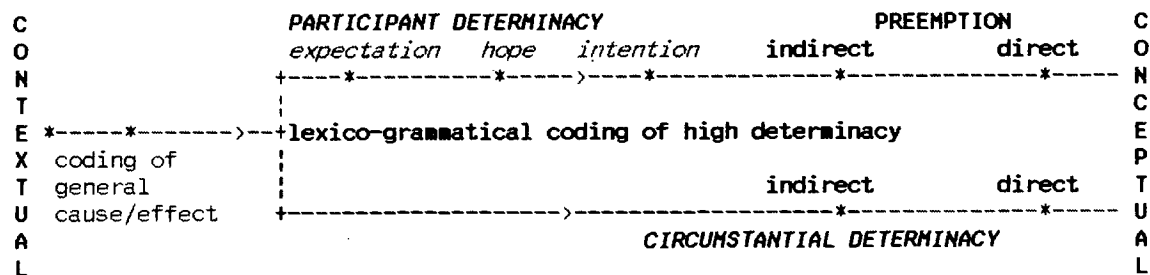 C PARTICIPANT DETERMINACY PREEMPTION C
O expectation hope intention indirect direct O
N +----*----------*----->-----*-------------*--------------*----- N
T ¦ C
E *-----*------->--+lexico-grammatical coding of high determinacy E
X coding of ¦ P
T general ¦ indirect direct T
U cause/effect +-------------------->------------------*--------------*----- U
A CIRCUMSTANTIAL DETERMINACY A
L L